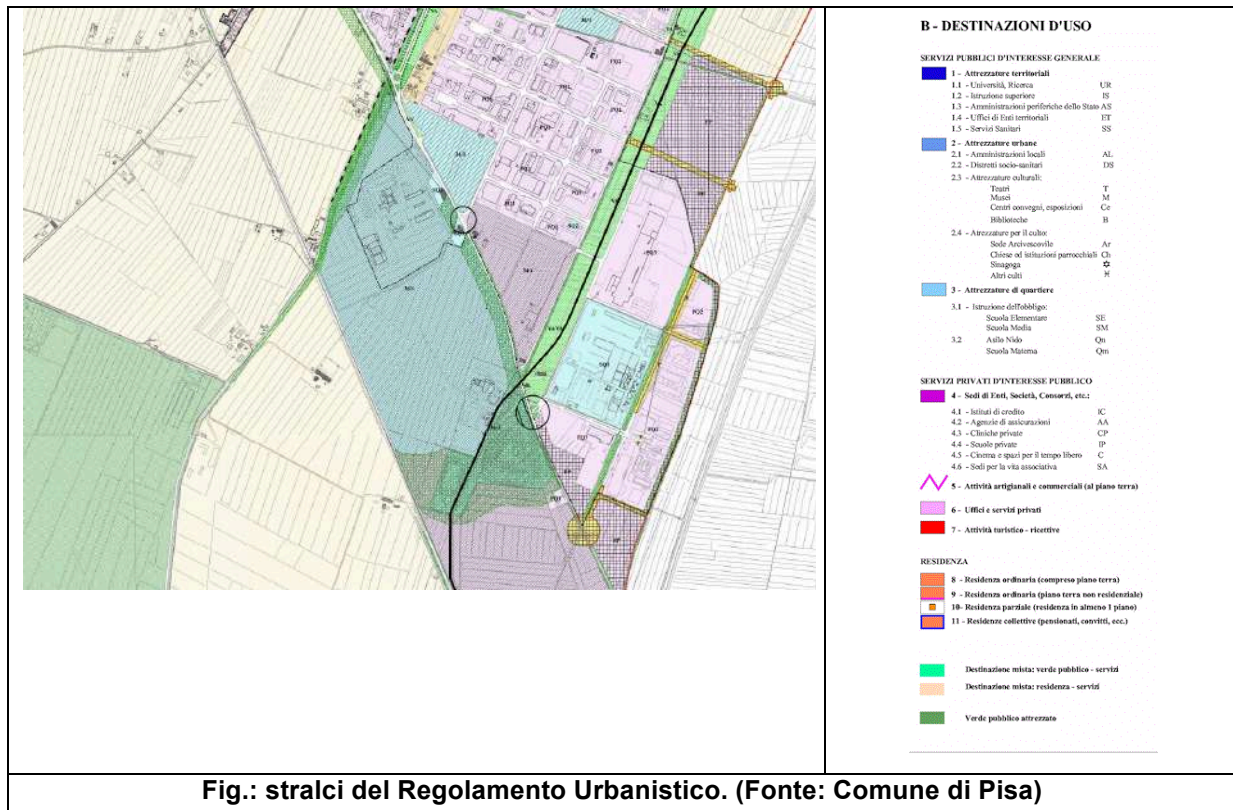 B - DESTINAZIONI D'USO
SERVIZI PUBBLICI D'INTERESSE GENERALE
1 - Attrezzature territoriali
1.1 - Università, Ricerca UR
1.2 - Istruzione superiore IS
1.3 - Amministrazioni periferiche dello Stato AS
1.4 - Uffici di Enti territoriali ET
1.5 - Servizi Sanitari SS
2 - Attrezzature urbane
2.1 - Amministrazioni locali AL
2.2 - Distretti socio-sanitari DS
2.3 - Attrezzature culturali:
Teatri T
Musei M
Centri convegni, esposizioni Ce
Biblioteche B
2.4 - Attrezzature per il culto:
Sede Arcivescovile Ar
Chiese ed istituzioni parrocchiali Ch
Sinagoga ✡
Altri culti
3 - Attrezzature di quartiere
3.1 - Istruzione dell'obbligo:
Scuola Elementare SE
Scuola Media SM
3.2 Asilo Nido Qn
Scuola Materna Qm
SERVIZI PRIVATI D'INTERESSE PUBBLICO
4 - Sedi di Enti, Società, Consorzi, etc.:
4.1 - Istituti di credito IC
4.2 - Agenzie di assicurazioni AA
4.3 - Cliniche private CP
4.4 - Scuole private IP
4.5 - Cinema e spazi per il tempo libero C
4.6 - Sedi per la vita associativa SA
5 - Attività artigianali e commerciali (al piano terra)
6 - Uffici e servizi privati
7 - Attività turistico - ricettive
RESIDENZA
8 - Residenza ordinaria (compreso piano terra)
9 - Residenza ordinaria (piano terra non residenziale)
10- Residenza parziale (residenza in almeno 1 piano)
11 - Residenze collettive (pensionati, convitti, ecc.)
Destinazione mista: verde pubblico - servizi
Destinazione mista: residenza - servizi
Verde pubblico attrezzato
Fig.: stralci del Regolamento Urbanistico. (Fonte: Comune di Pisa)